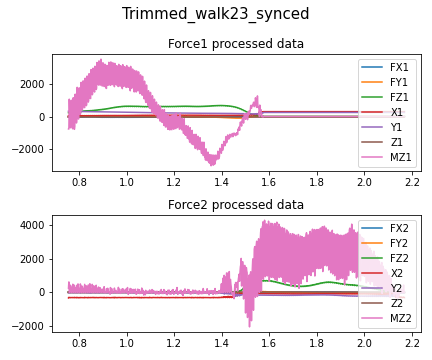 Trimmed_walk23_synced
Force1 processed data
2000
0
−2000
FX1
FY1
FZ1
X1
Y1
Z1
MZ1
0.8 1.0 1.2 1.4 1.6 1.8 2.0 2.2
Force2 processed data
4000
2000
0
−2000
FX2
FY2
FZ2
X2
Y2
Z2
MZ2
0.8 1.0 1.2 1.4 1.6 1.8 2.0 2.2